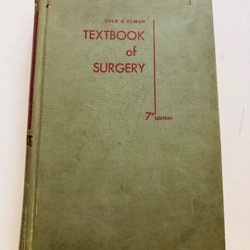 COLE & ELMAN
TEXTBOOK
of
SURGERY
7TH EDITION